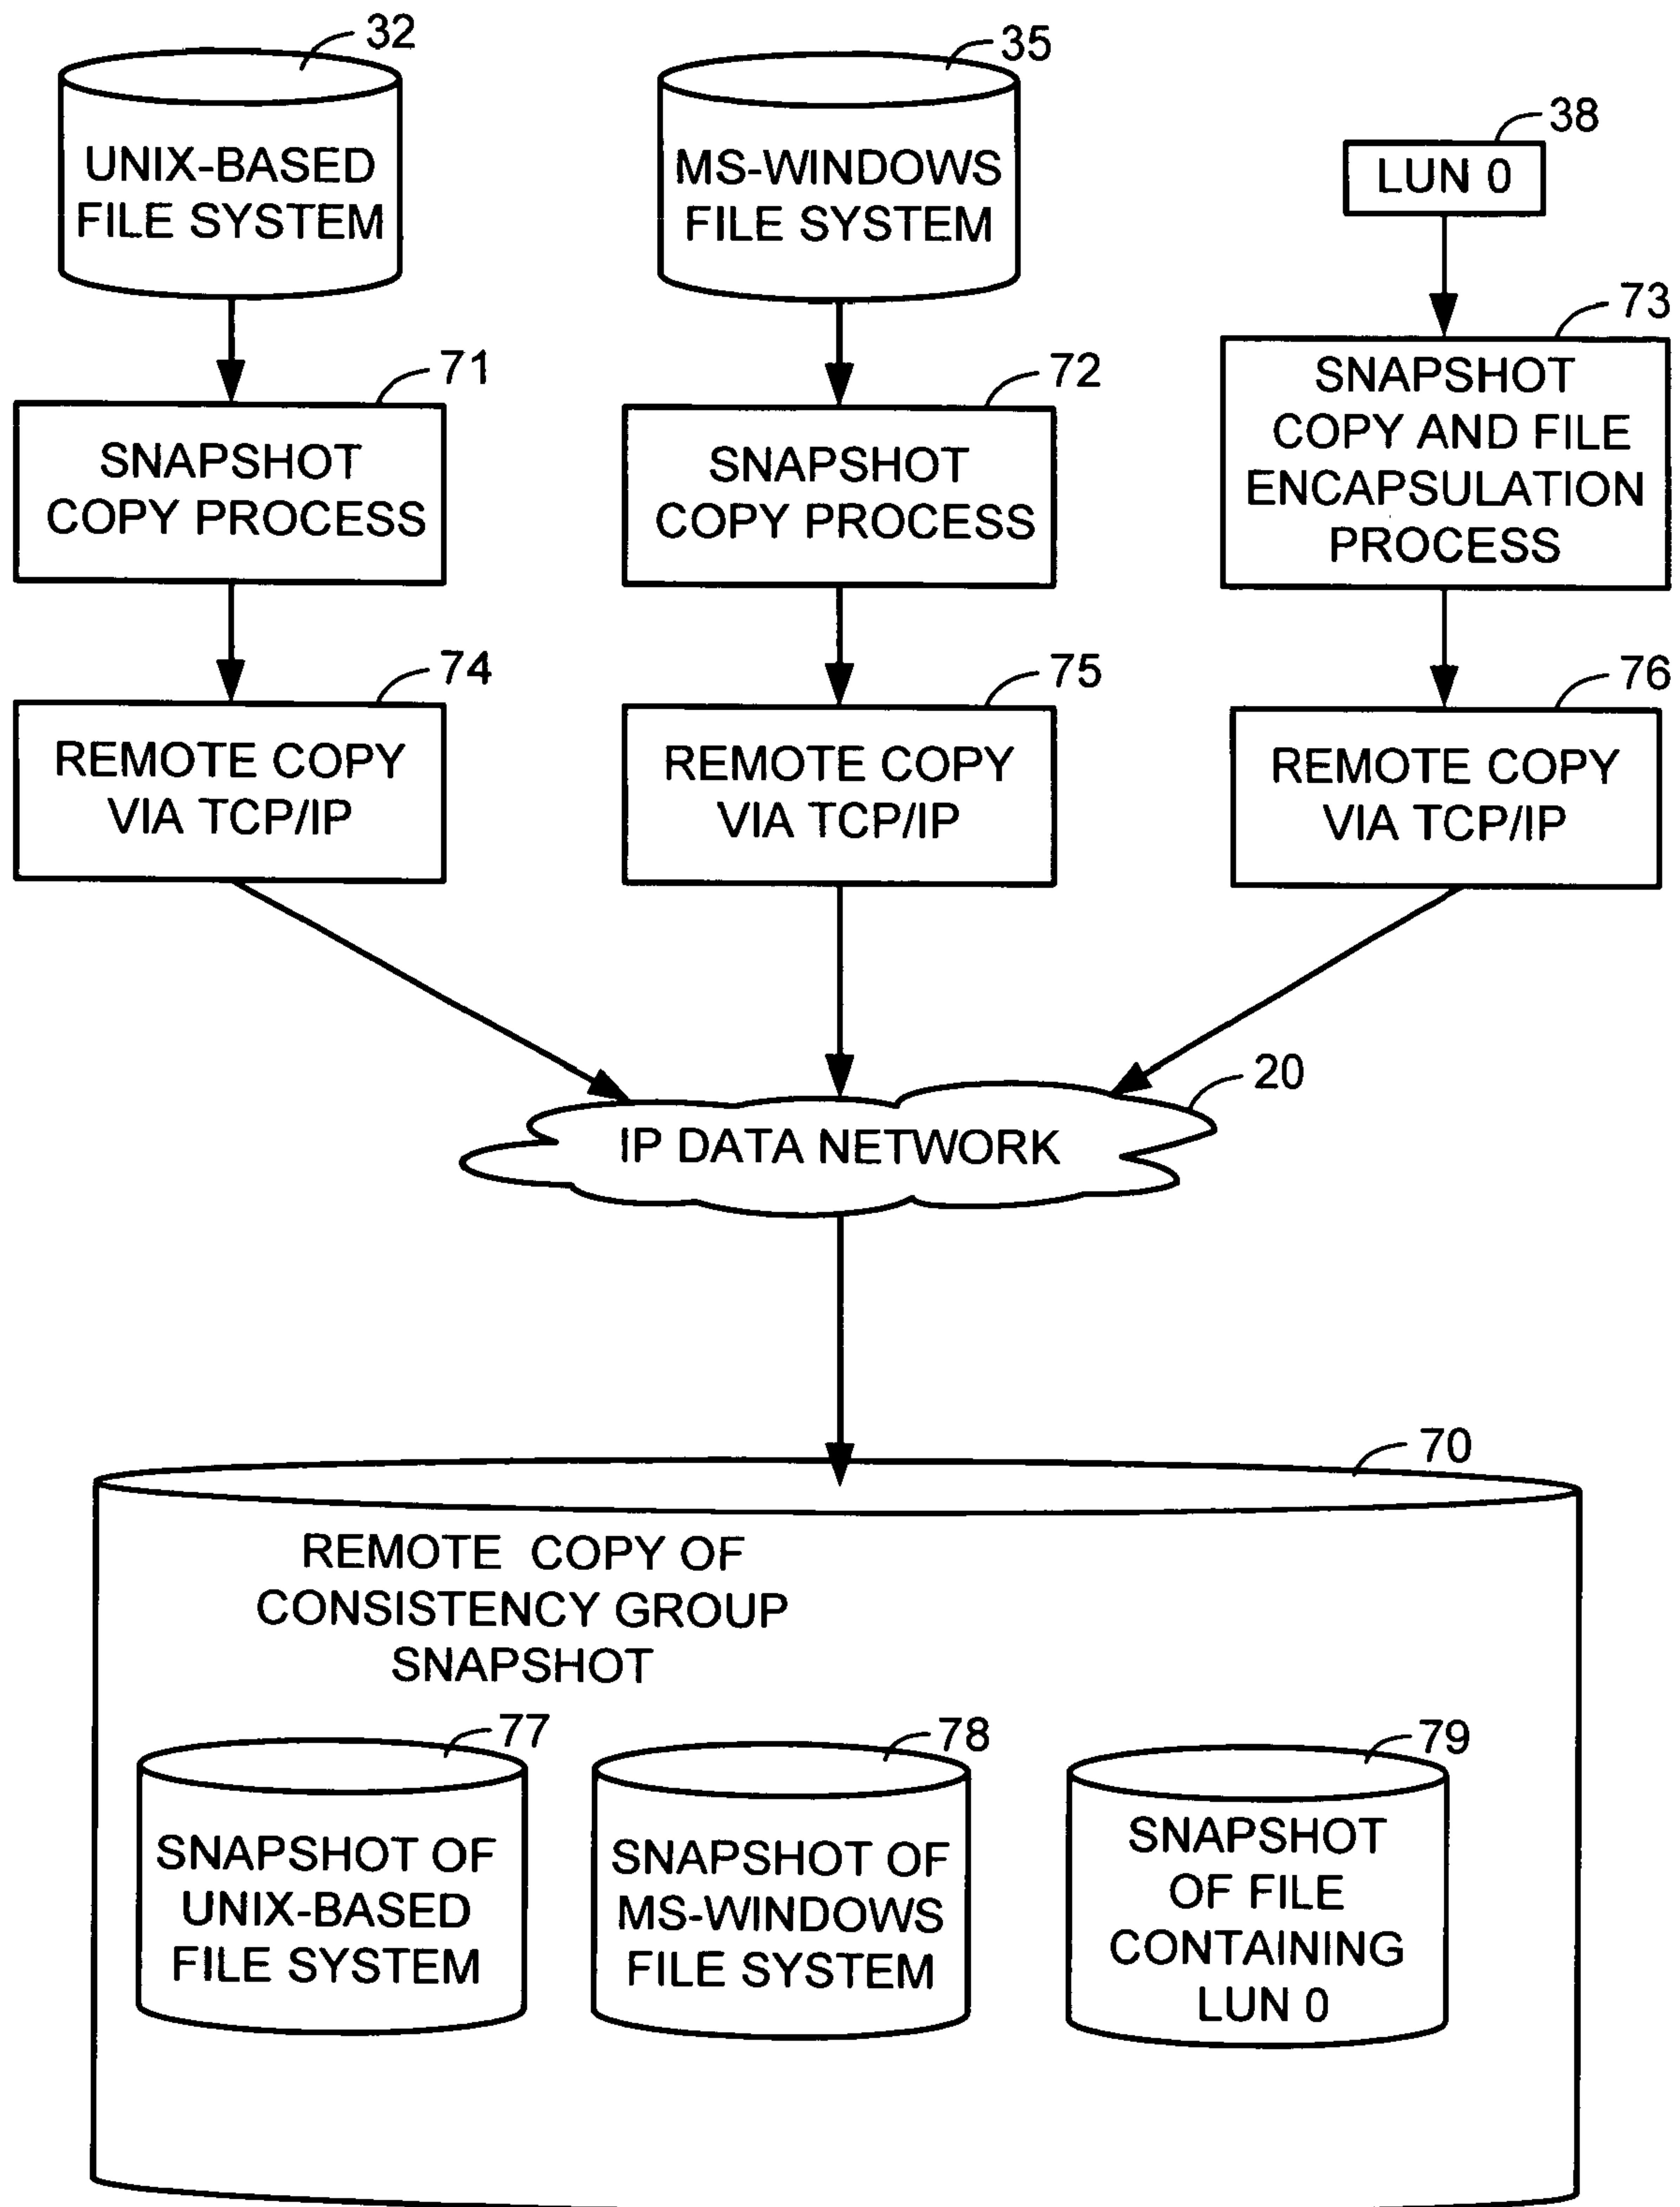 32
35
38
UNIX-BASED
FILE SYSTEM
MS-WINDOWS
FILE SYSTEM
LUN 0
71
72
73
SNAPSHOT
COPY PROCESS
SNAPSHOT
COPY PROCESS
SNAPSHOT
COPY AND FILE
ENCAPSULATION
PROCESS
74
75
76
REMOTE COPY
VIA TCP/IP
REMOTE COPY
VIA TCP/IP
REMOTE COPY
VIA TCP/IP
20
IP DATA NETWORK
70
REMOTE COPY OF
CONSISTENCY GROUP
SNAPSHOT
77
78
79
SNAPSHOT OF
UNIX-BASED
FILE SYSTEM
SNAPSHOT OF
MS-WINDOWS
FILE SYSTEM
SNAPSHOT
OF FILE
CONTAINING
LUN 0